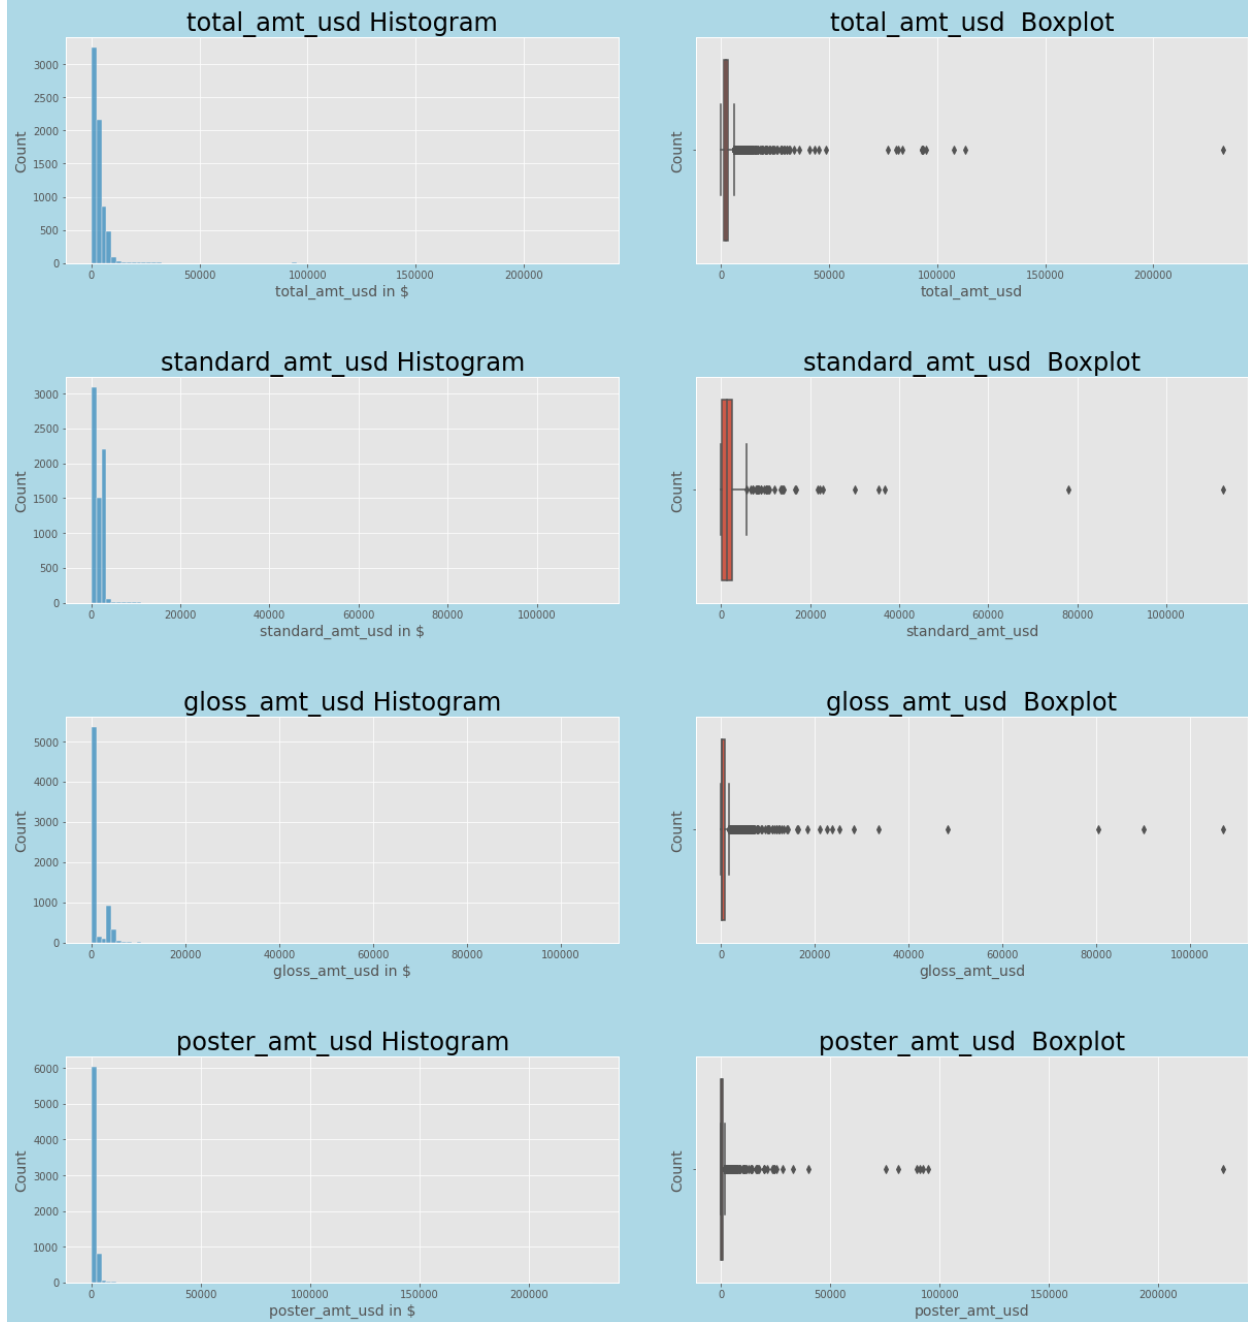 total_amt_usd Histogram
3000
2500
2000
1500
1000
500
0
Count
0 50000 100000 150000 200000
total_amt_usd in $
total_amt_usd  Boxplot
Count
0 50000 100000 150000 200000
total_amt_usd
standard_amt_usd Histogram
3000
2500
2000
1500
1000
500
0
Count
0 20000 40000 60000 80000 100000
standard_amt_usd in $
standard_amt_usd  Boxplot
Count
0 20000 40000 60000 80000 100000
standard_amt_usd
gloss_amt_usd Histogram
5000
4000
3000
2000
1000
0
Count
0 20000 40000 60000 80000 100000
gloss_amt_usd in $
gloss_amt_usd  Boxplot
Count
0 20000 40000 60000 80000 100000
gloss_amt_usd
poster_amt_usd Histogram
6000
5000
4000
3000
2000
1000
0
Count
0 50000 100000 150000 200000
poster_amt_usd in $
poster_amt_usd  Boxplot
Count
0 50000 100000 150000 200000
poster_amt_usd